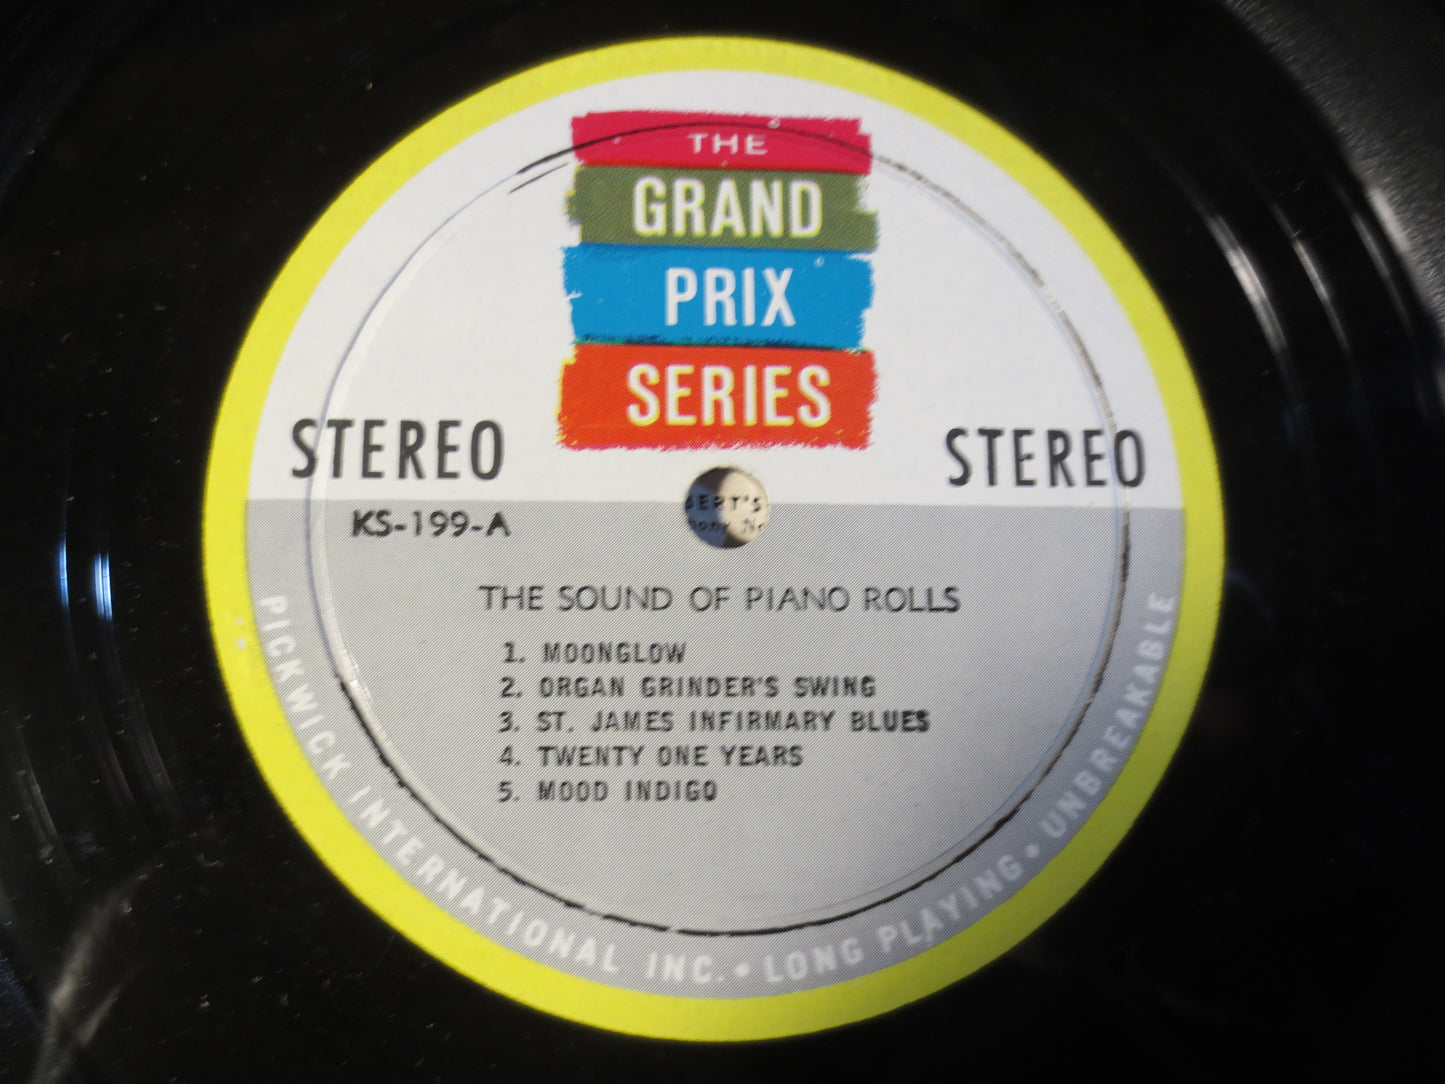 THE
GRAND
PRIX
SERIES
STEREO
STEREO
BERT'S
KS-199-A
THE SOUND OF PIANO ROLLS
1. MOONGLOW
2. ORGAN GRINDER'S SWING
3. ST. JAMES INFIRMARY BLUES
4. TWENTY ONE YEARS
5. MOOD INDIGO
PICKWICK INTERNATIONAL INC. • LONG PLAYING • UNBREAKABLE